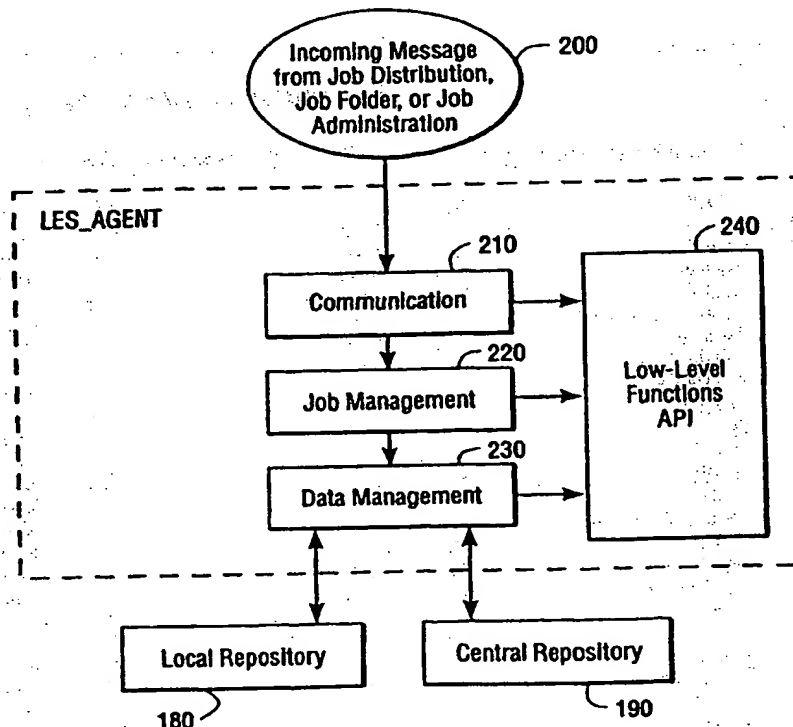 Incoming Message
from Job Distribution,
Job Folder, or Job
Administration
200
LES_AGENT
210
240
Communication
220
Low-Level
Functions
API
Job Management
230
Data Management
Local Repository
Central Repository
180
190